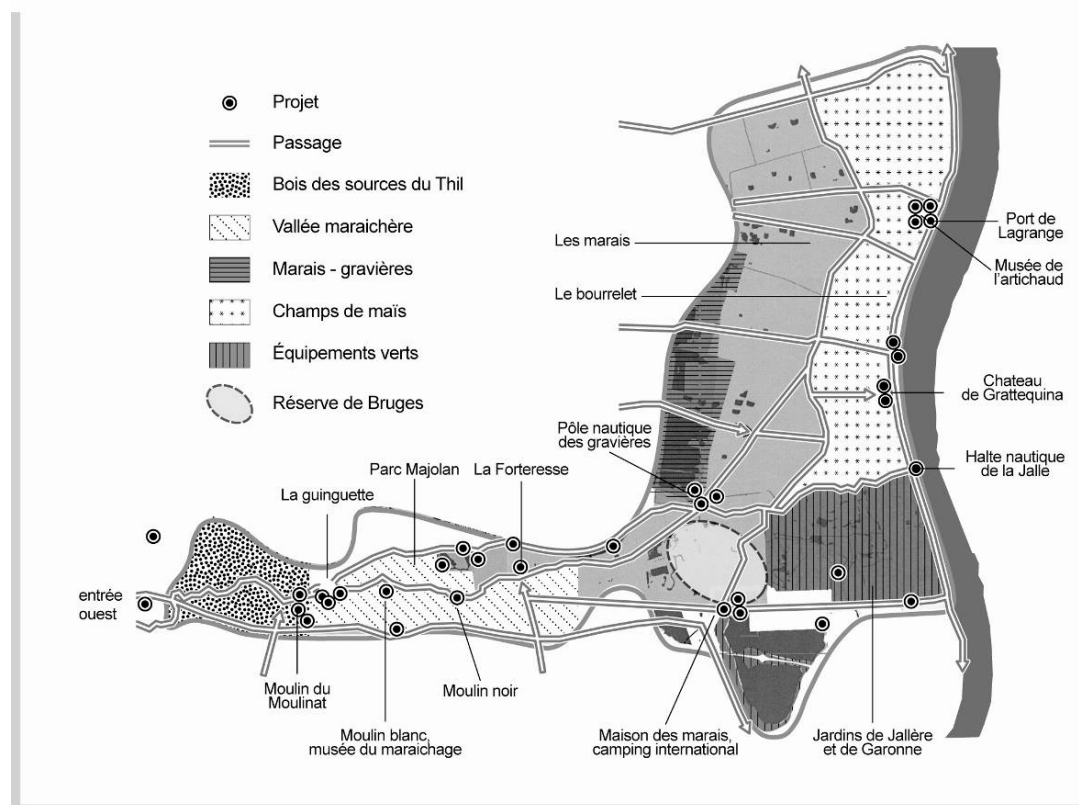 Projet
Passage
Bois des sources du Thil
Vallée maraichère
Marais - gravières
Champs de maïs
Équipements verts
Réserve de Bruges
Les marais
Le bourrelet
Port de
Lagrange
Musée de
l'artichaud
Chateau
de Grattequina
Halte nautique
de la Jalle
Pôle nautique
des gravières
Parc Majolan
La Forteresse
La guinguette
entrée
ouest
Moulin du
Moulinat
Moulin noir
Moulin blanc,
musée du maraichage
Maison des marais,
camping international
Jardins de Jallère
et de Garonne